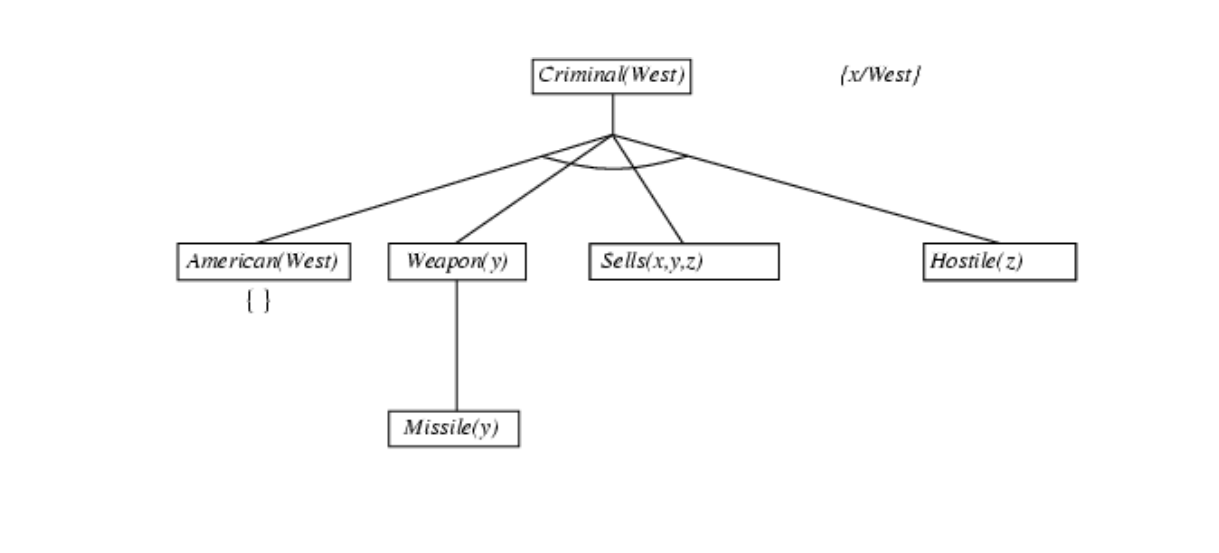 Criminal(West)
{x/West}
American(West)
Weapon(y)
Sells(x,y,z)
Hostile(z)
{ }
Missile(y)